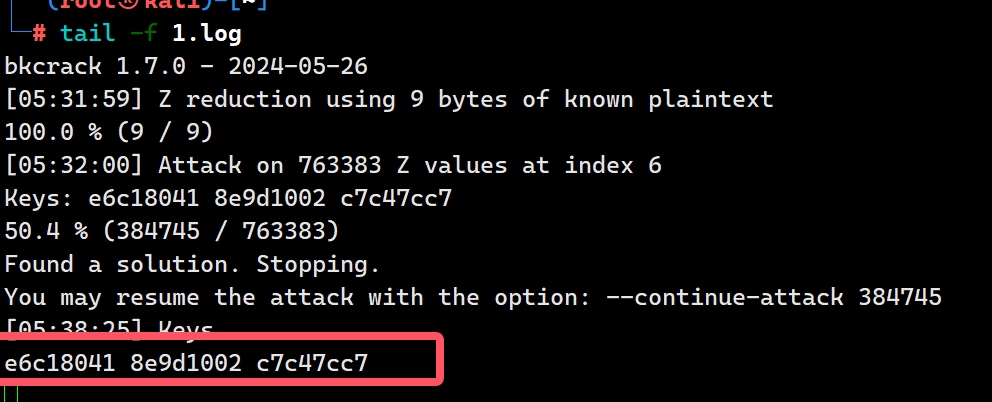 (root㉿kali)-[~]
# tail -f 1.log
bkcrack 1.7.0 - 2024-05-26
[05:31:59] Z reduction using 9 bytes of known plaintext
100.0 % (9 / 9)
[05:32:00] Attack on 763383 Z values at index 6
Keys: e6c18041 8e9d1002 c7c47cc7
50.4 % (384745 / 763383)
Found a solution. Stopping.
You may resume the attack with the option: --continue-attack 384745
[05:38:25] Keys
e6c18041 8e9d1002 c7c47cc7